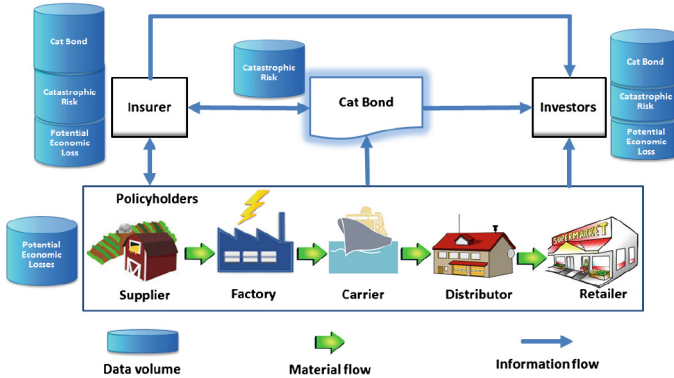 Cat Bond
Catastrophic
Risk
Potential
Economic
Loss
Insurer
Catastrophic
Risk
Cat Bond
Investors
Cat Bond
Catastrophic
Risk
Potential
Economic
Loss
Policyholders
Potential
Economic
Losses
SUPERMARKET
Supplier
Factory
Carrier
Distributor
Retailer
Data volume
Material flow
Information flow